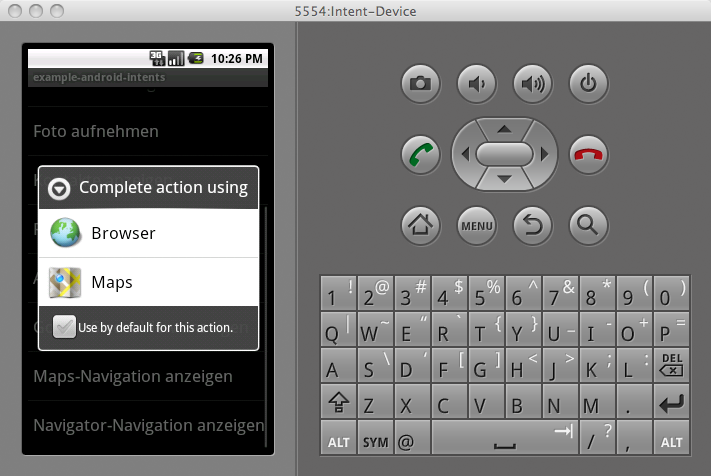 5554:Intent-Device
3G 10:26 PM
example-android-intents
Foto aufnehmen
Complete action using
Browser
Maps
Use by default for this action.
Maps-Navigation anzeigen
Navigator-Navigation anzeigen
MENU
1 ! 2 @ 3 # 4 $ 5 % 6 ^ 7 & 8 * 9 ( 0 )
Q | W ~ E “ R ` T { Y } U _ I - O + P =
A S \ D ‘ F [ G ] H < J > K ; L : DEL
Z X C V B N M .
ALT SYM @ / ? , ALT